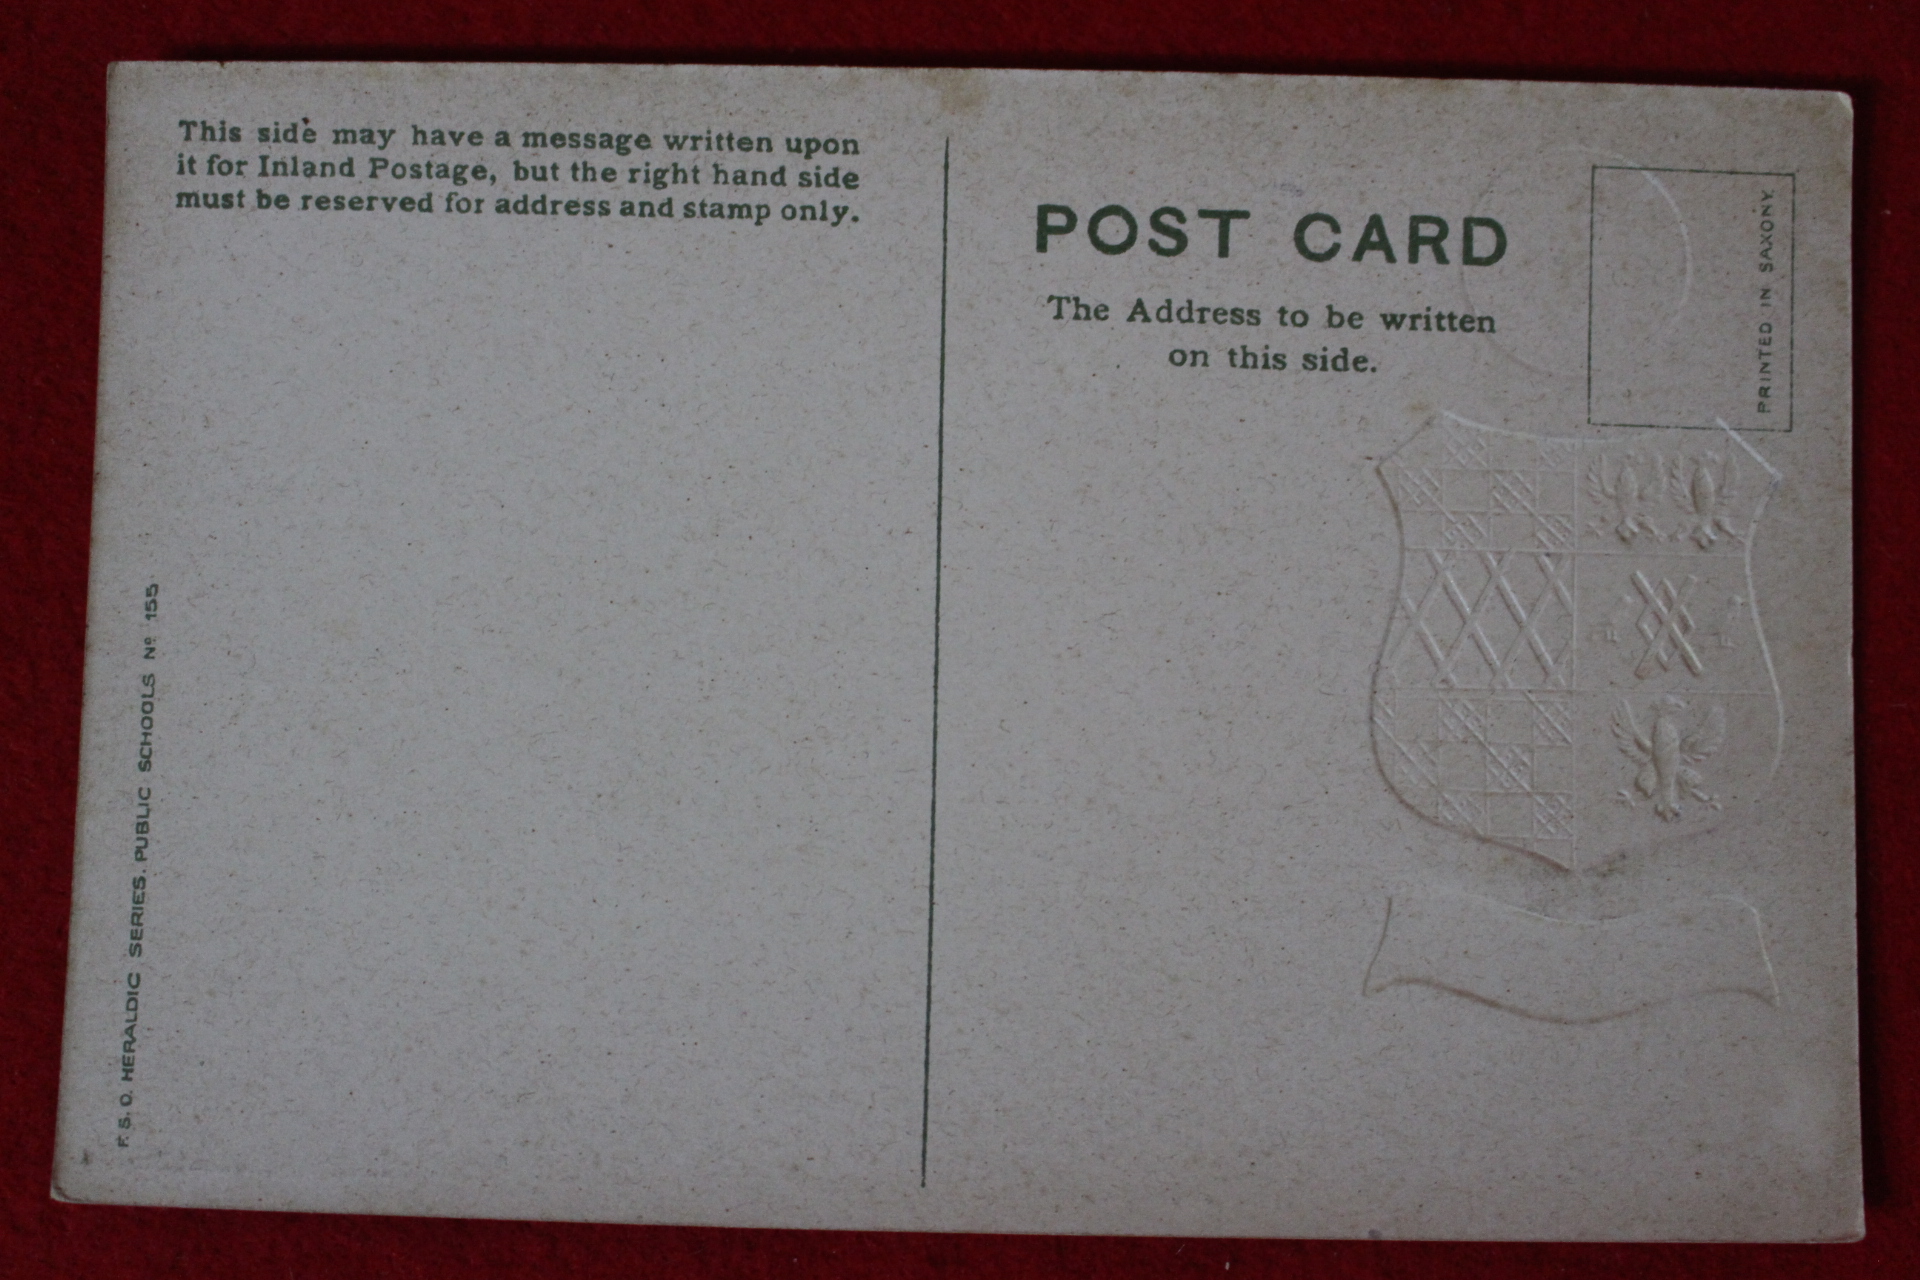 This side may have a message written upon
it for Inland Postage, but the right hand side
must be reserved for address and stamp only.
POST CARD
The Address to be written
on this side.
PRINTED IN SAXONY.
F. S. O. HERALDIC SERIES. PUBLIC SCHOOLS Nº 155